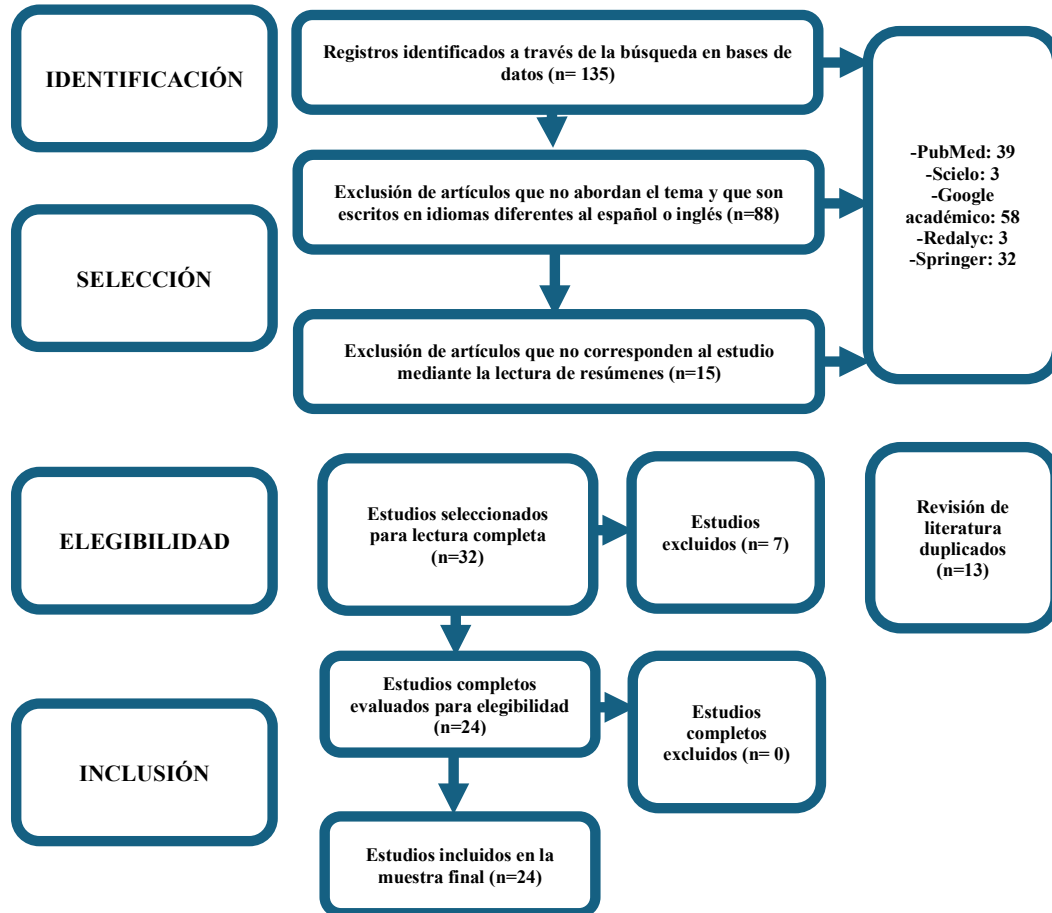 IDENTIFICACIÓN
Registros identificados a través de la búsqueda en bases de
datos (n= 135)
-PubMed: 39
-Scielo: 3
-Google
académico: 58
-Redalyc: 3
-Springer: 32
SELECCIÓN
Exclusión de artículos que no abordan el tema y que son
escritos en idiomas diferentes al español o inglés (n=88)
Exclusión de artículos que no corresponden al estudio
mediante la lectura de resúmenes (n=15)
ELEGIBILIDAD
Estudios seleccionados
para lectura completa
(n=32)
Estudios
excluidos (n= 7)
Revisión de
literatura
duplicados
(n=13)
INCLUSIÓN
Estudios completos
evaluados para elegibilidad
(n=24)
Estudios
completos
excluidos (n= 0)
Estudios incluidos en la
muestra final (n=24)